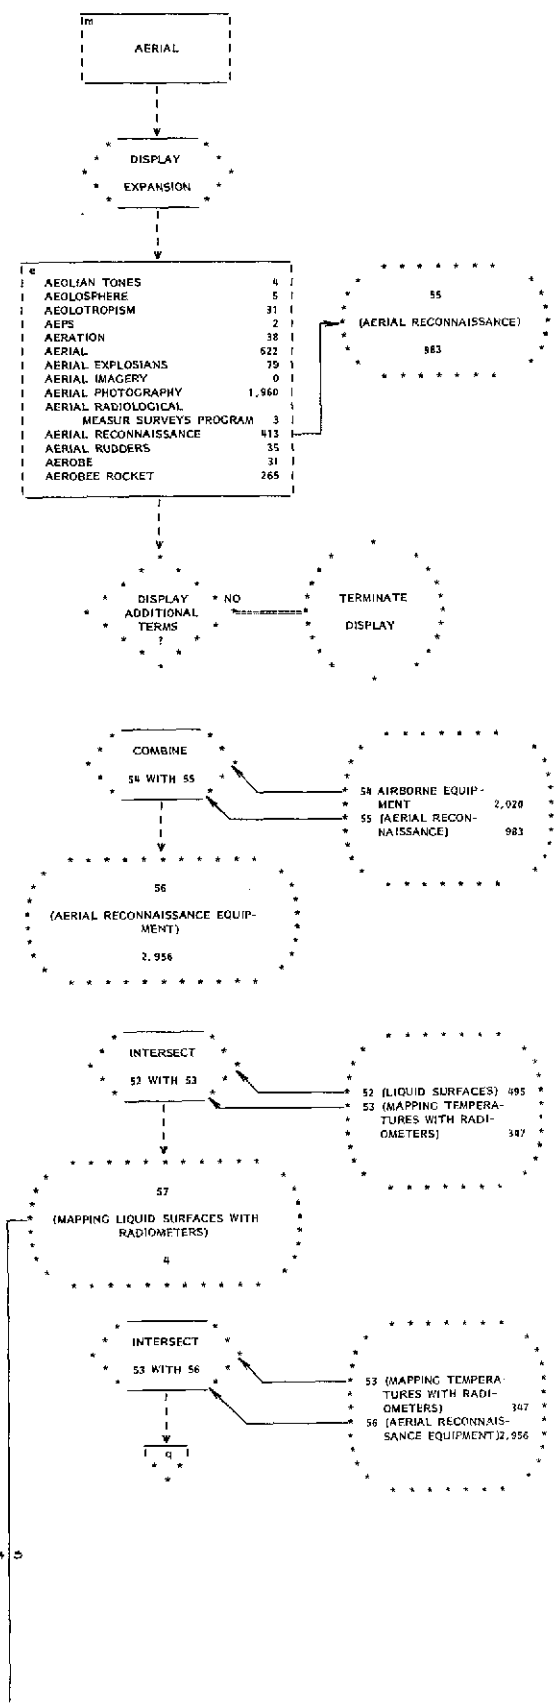 m
AERIAL
DISPLAY
EXPANSION
e
AEOLIAN TONES 4
AEOLOSPHERE 5
AEOLOTROPISM 31
AEPS 2
AERATION 38
AERIAL 622
AERIAL EXPLOSIANS 79
AERIAL IMAGERY 0
AERIAL PHOTOGRAPHY 1,960
AERIAL RADIOLOGICAL
MEASUR SURVEYS PROGRAM 3
AERIAL RECONNAISSANCE 413
AERIAL RUDDERS 35
AEROBE 31
AEROBEE ROCKET 265
55
(AERIAL RECONNAISSANCE)
983
DISPLAY
ADDITIONAL
TERMS
?
NO
TERMINATE
DISPLAY
COMBINE
54 WITH 55
54 AIRBORNE EQUIP-
MENT 2,020
55 (AERIAL RECON-
NAISSANCE) 983
56
(AERIAL RECONNAISSANCE EQUIP-
MENT)
2,956
INTERSECT
52 WITH 53
52 (LIQUID SURFACES) 495
53 (MAPPING TEMPERA-
TURES WITH RADI-
OMETERS) 347
57
(MAPPING LIQUID SURFACES WITH
RADIOMETERS)
4
INTERSECT
53 WITH 56
53 (MAPPING TEMPERA-
TURES WITH RADI-
OMETERS) 347
56 (AERIAL RECONNAIS-
SANCE EQUIPMENT)2,956
q